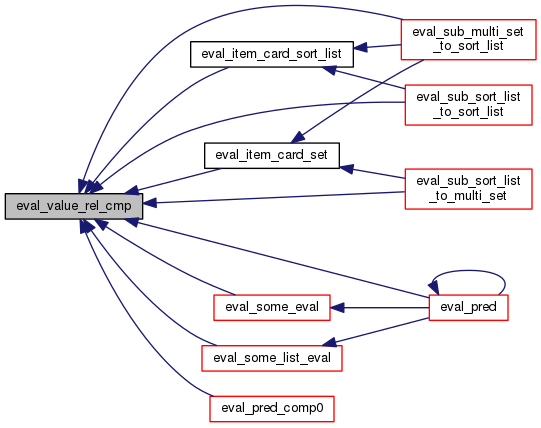 eval_sub_multi_set
_to_sort_list
eval_item_card_sort_list
eval_sub_sort_list
_to_sort_list
eval_item_card_set
eval_sub_sort_list
_to_multi_set
eval_value_rel_cmp
eval_some_eval
eval_pred
eval_some_list_eval
eval_pred_comp0